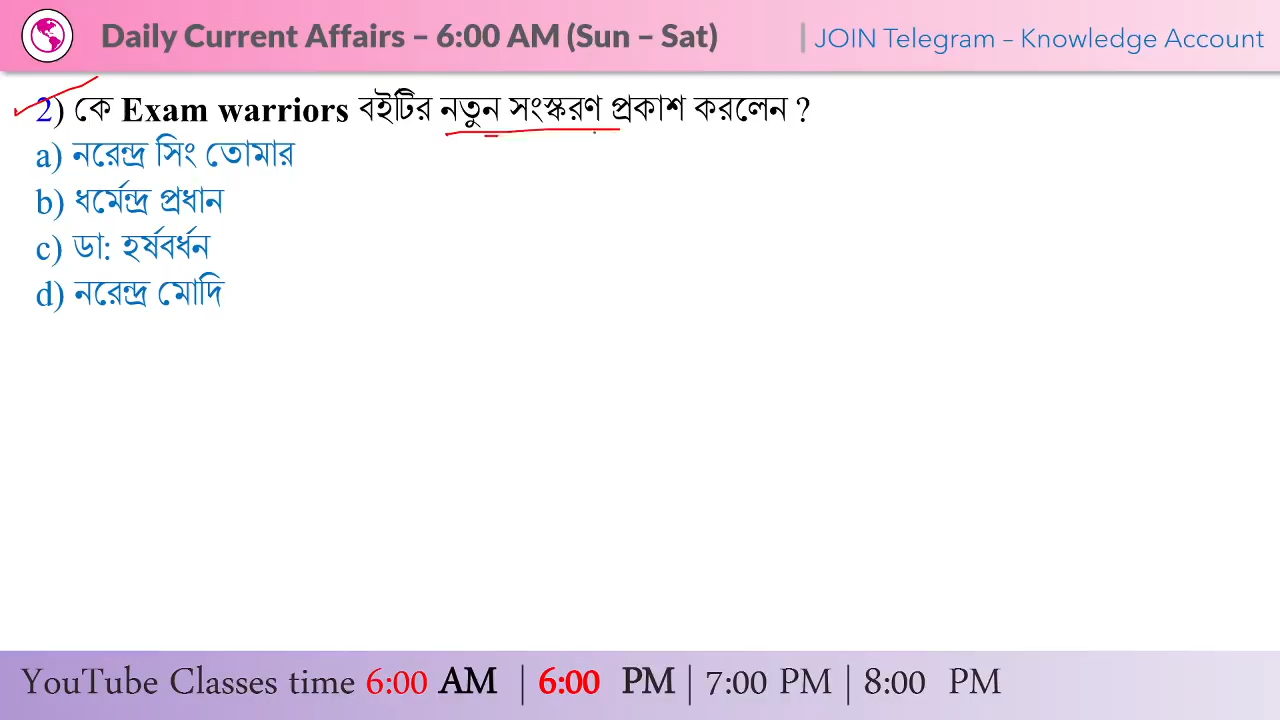 Daily Current Affairs – 6:00 AM (Sun – Sat)
JOIN Telegram – Knowledge Account
2) কে Exam warriors বইটির নতুন সংস্করণ প্রকাশ করলেন ?
a) নরেন্দ্র সিং তোমার
b) ধর্মেন্দ্র প্রধান
c) ডা: হর্ষবর্ধন
d) নরেন্দ্র মোদি
YouTube Classes time 6:00 AM | 6:00 PM | 7:00 PM | 8:00 PM